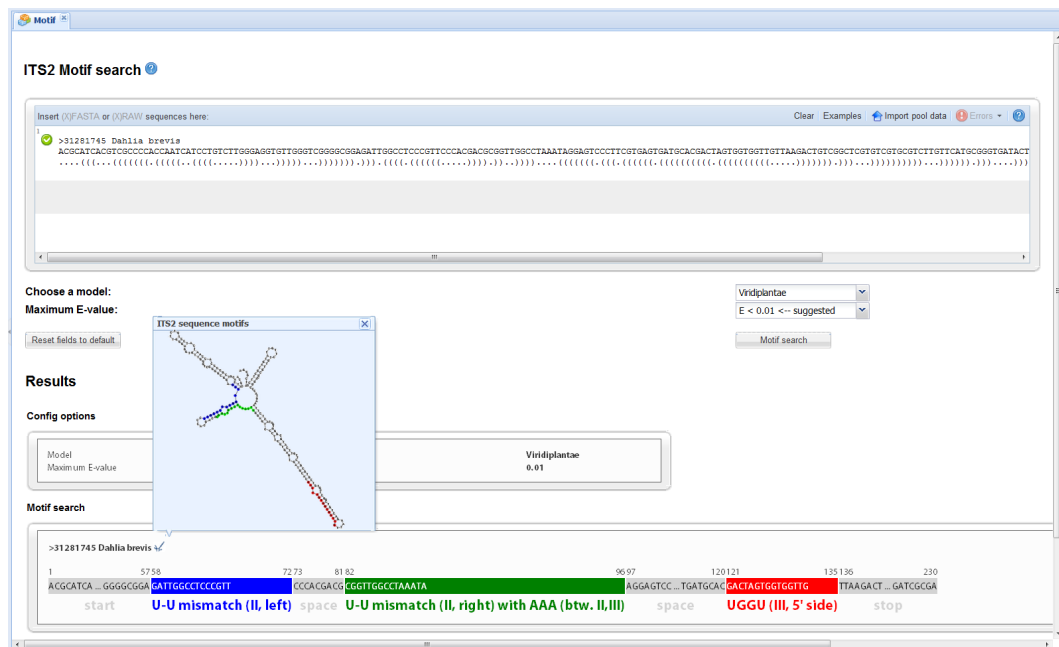 Motif
ITS2 Motif search
Insert (X)FASTA or (X)RAW sequences here: Clear Examples Import pool data Errors
1
>31281745 Dahlia brevis
ACGCATCACGTCGCCCCACCAATCATCCTGTCTTGGGAGGTGTTGGGTCGGGGCGGAGATTGGCCTCCCGTTCCCACGACGCGGTTGGCCTAAATAGGAGTCCCTTCGTGAGTGATGCACGACTAGTGGTGGTTGTTAAGACTGTCGGCTCGTGTCGTGCGTCTTGTTCATGCGGGTGATACT
Choose a model: Viridiplantae
Maximum E-value: E < 0.01 <-- suggested
Reset fields to default Motif search
ITS2 sequence motifs
Results
Config options
Model Viridiplantae
Maximum E-value 0.01
Motif search
>31281745 Dahlia brevis
1 57 58 72 73 81 82 96 97 120 121 135 136 230
ACGCATCA ... GGGGCGGA GATTGGCCTCCCGTT CCCACGACG CGGTTGGCCTAAATA AGGAGTCC ... TGATGCAC GACTAGTGGTGGTTG TTAAGACT ... GATCGCGA
start U-U mismatch (II, left) space U-U mismatch (II, right) with AAA (btw. II,III) space UGGU (III, 5' side) stop